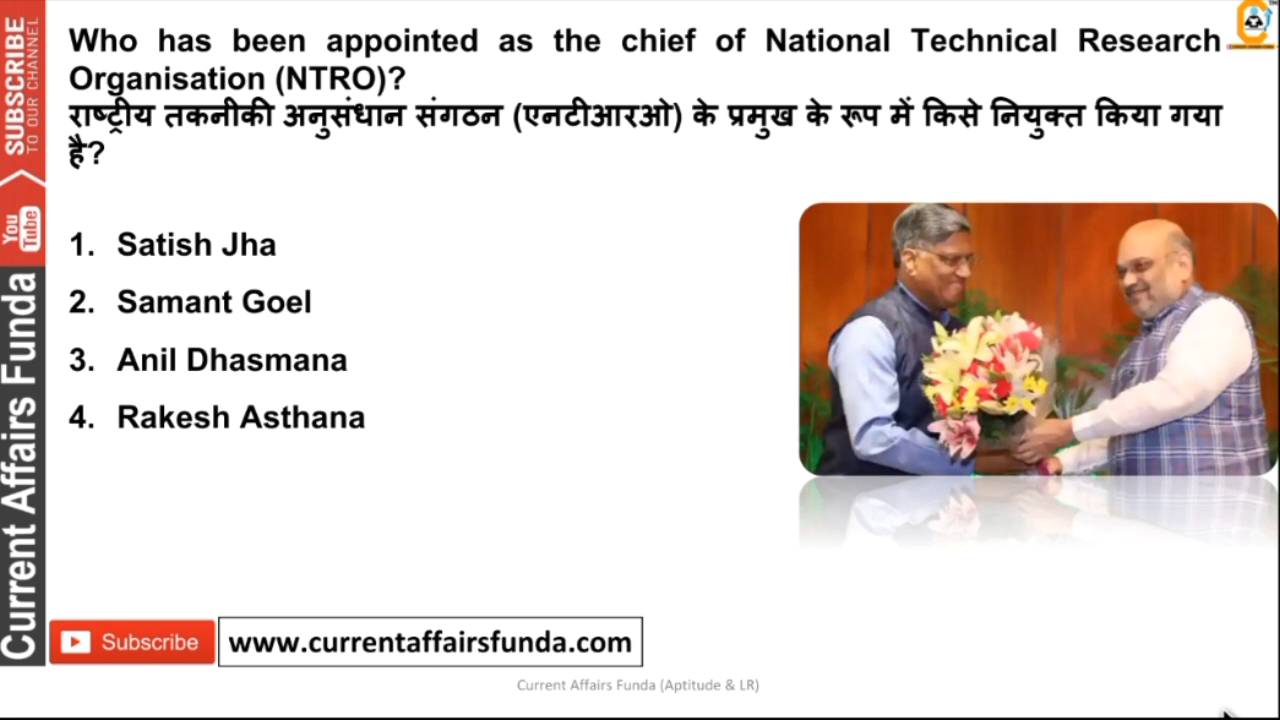 Who has been appointed as the chief of National Technical Research
Organisation (NTRO)?
राष्ट्रीय तकनीकी अनुसंधान संगठन (एनटीआरओ) के प्रमुख के रूप में किसे नियुक्त किया गया
है?
1. Satish Jha
2. Samant Goel
3. Anil Dhasmana
4. Rakesh Asthana
SUBSCRIBE
TO OUR CHANNEL
You
Tube
Current Affairs Funda
Subscribe
www.currentaffairsfunda.com
Current Affairs Funda (Aptitude & LR)